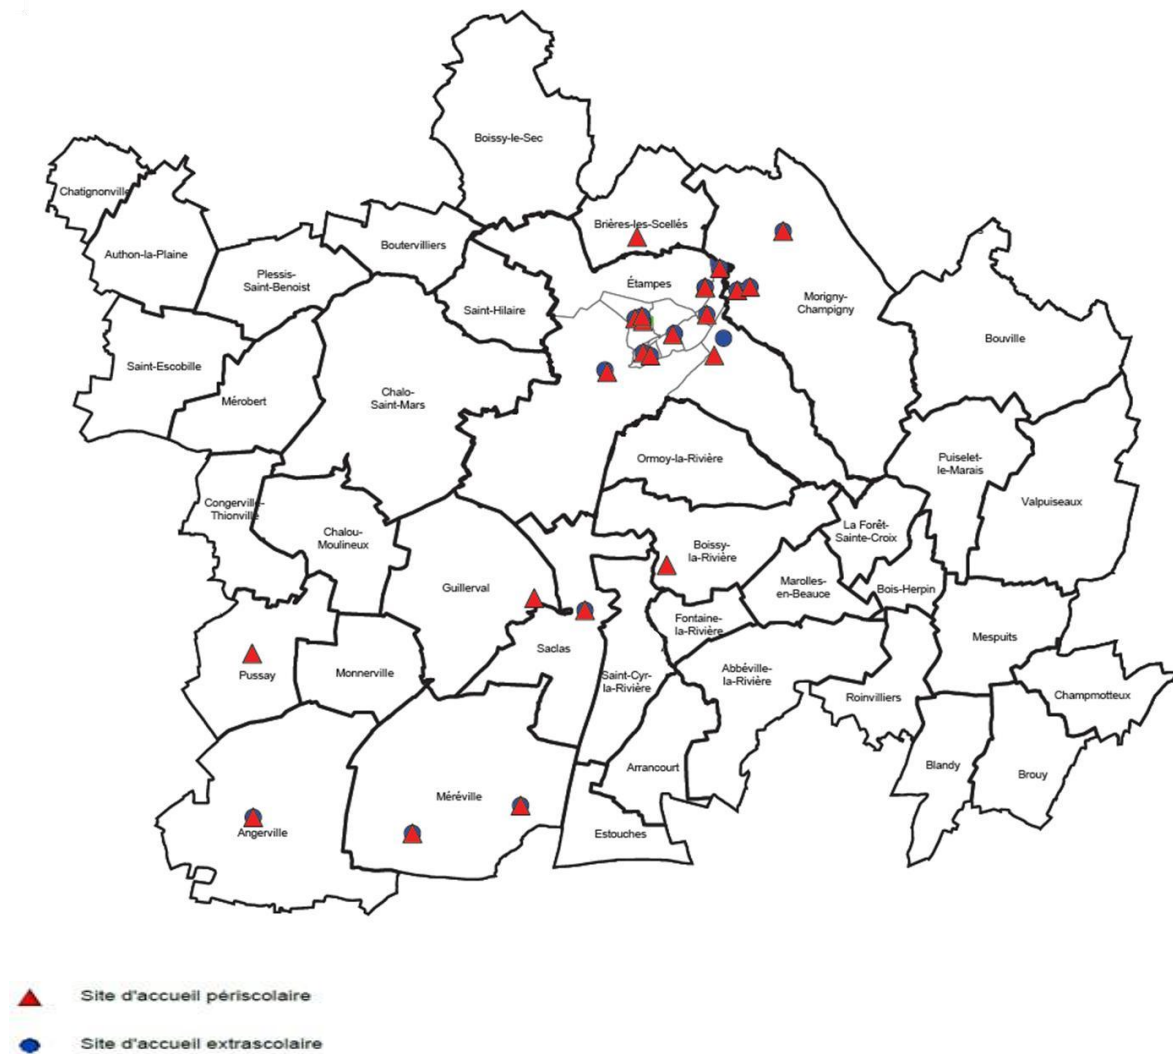 Boissy-le-Sec
Chatignonville
Brières-les-Scellés
Authon-la-Plaine
Boutervilliers
Plessis-
Saint-Benoist
Étampes
Saint-Hilaire
Morigny-
Champigny
Bouville
Saint-Escobille
Mérobert
Chalo-
Saint-Mars
Ormoy-la-Rivière
Puiselet-
le-Marais
Valpuiseaux
Congerville-
Thionville
Chalou-
Moulineux
La Forêt-
Sainte-Croix
Boissy-
la-Rivière
Guillerval
Marolles-
en-Beauce
Bois-Herpin
Fontaine-
la-Rivière
Mespuits
Saclas
Pussay
Monnerville
Saint-Cyr-
la-Rivière
Abbéville-
la-Rivière
Roinvilliers
Champmotteux
Arrancourt
Blandy
Brouy
Méréville
Angerville
Estouches
Site d'accueil périscolaire
Site d'accueil extrascolaire